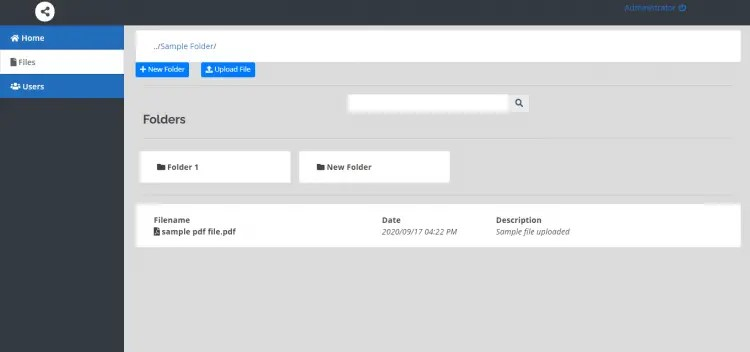 Administrator
Home
../Sample Folder/
Files
+ New Folder Upload File
Users
Folders
Folder 1 New Folder
Filename Date Description
sample pdf file.pdf 2020/09/17 04:22 PM Sample file uploaded